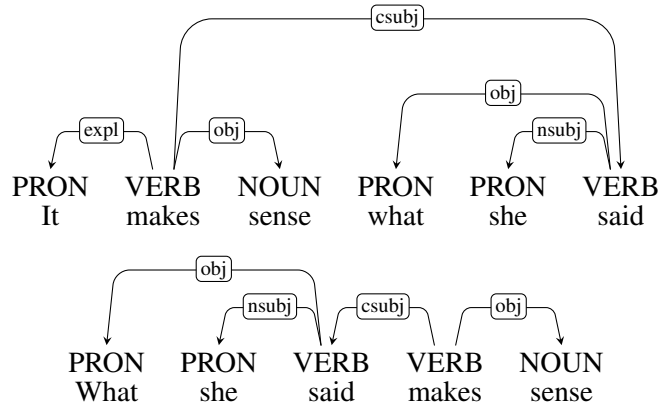 csubj
obj
expl obj nsubj
PRON VERB NOUN PRON PRON VERB
It makes sense what she said
obj
nsubj csubj obj
PRON PRON VERB VERB NOUN
What she said makes sense